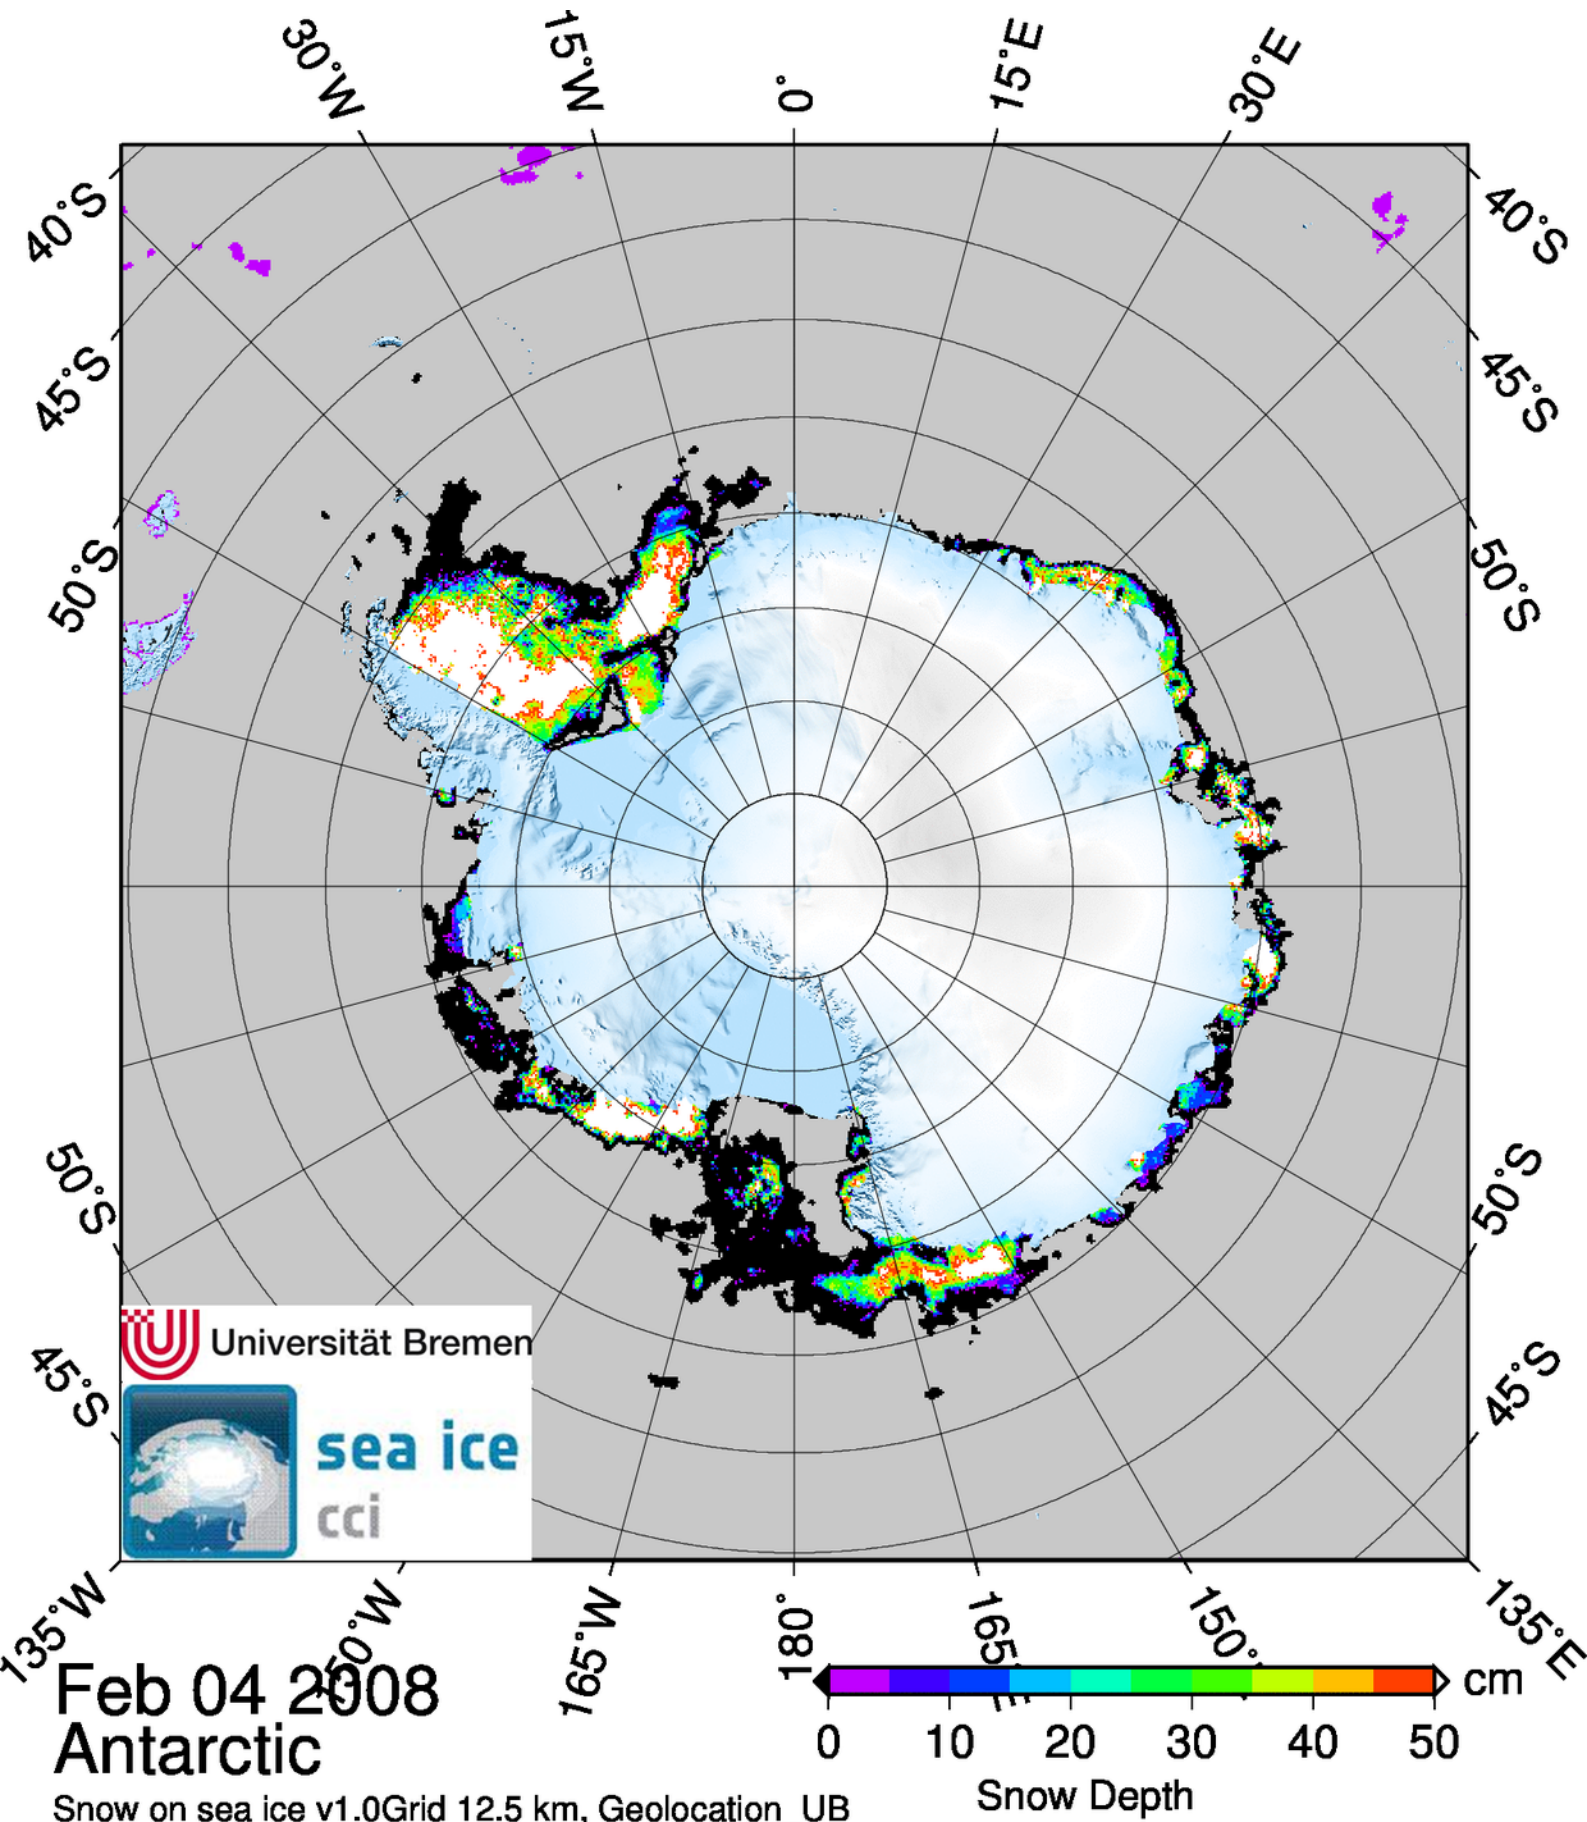 30°W 15°W 0° 15°E 30°E
40°S 40°S
45°S 45°S
50°S 50°S
50°S 50°S
45°S 45°S
Universität Bremen
sea ice
cci
135°W 150°W 165°W 180° 165°E 150° 135°E
Feb 04 2008
Antarctic
Snow on sea ice v1.0Grid 12.5 km, Geolocation UB
cm
0 10 20 30 40 50
Snow Depth